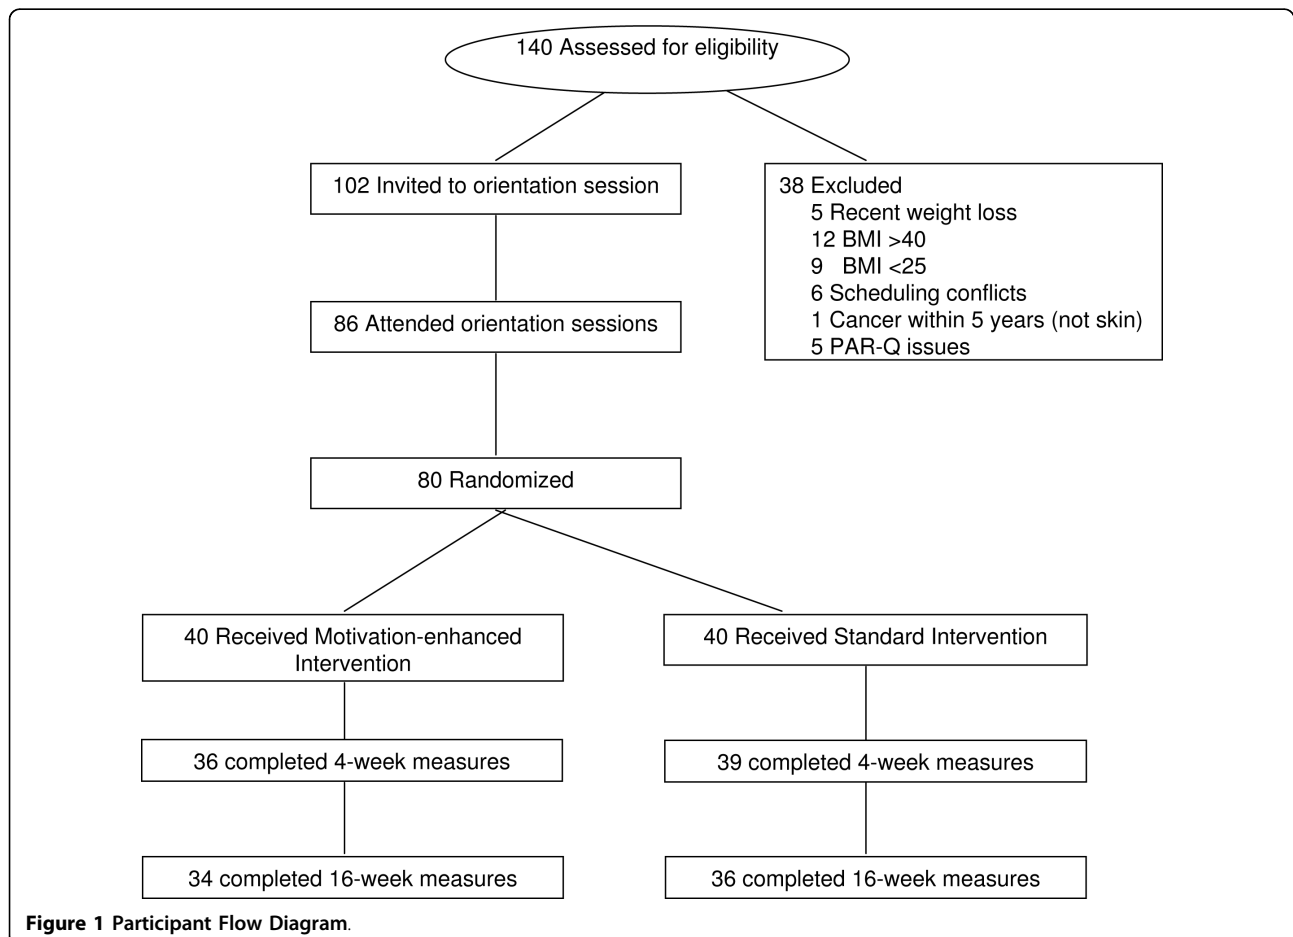 140 Assessed for eligibility
102 Invited to orientation session
38 Excluded
5 Recent weight loss
12 BMI >40
9 BMI <25
6 Scheduling conflicts
1 Cancer within 5 years (not skin)
5 PAR-Q issues
86 Attended orientation sessions
80 Randomized
40 Received Motivation-enhanced
Intervention
40 Received Standard Intervention
36 completed 4-week measures
39 completed 4-week measures
34 completed 16-week measures
36 completed 16-week measures
Figure 1 Participant Flow Diagram.